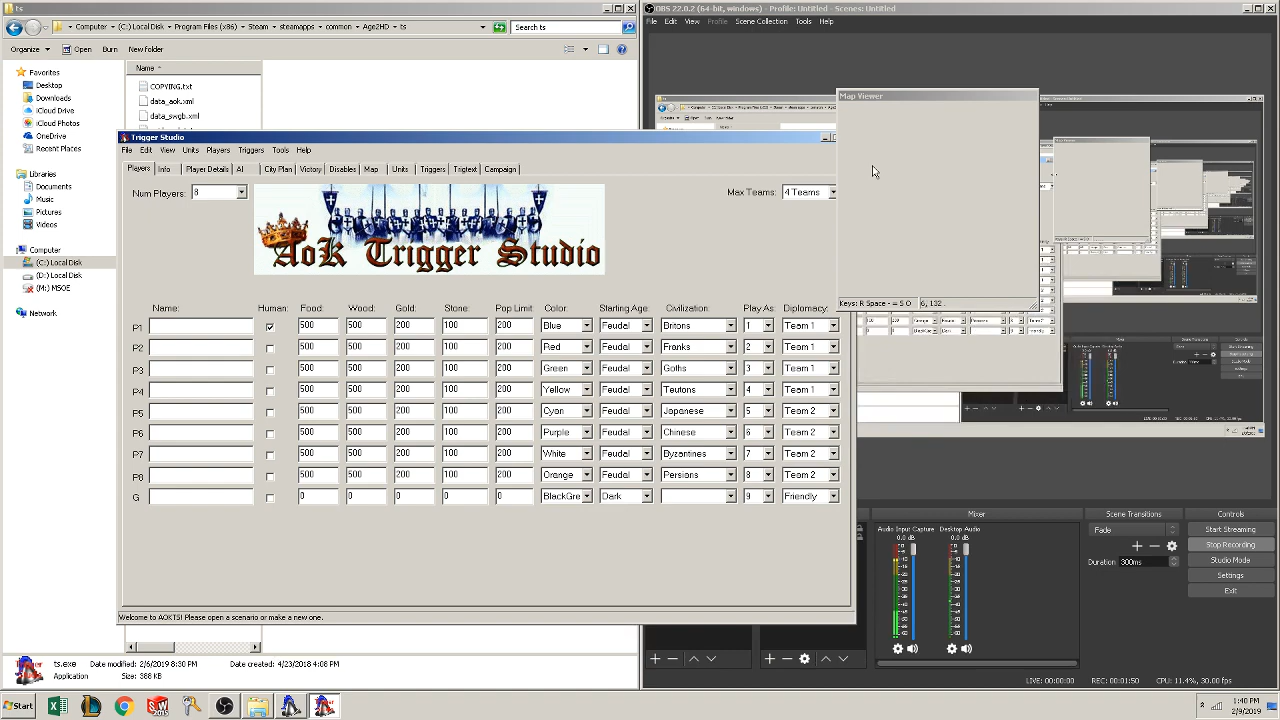 ts
Computer ▸ (C:) Local Disk ▸ Program Files (x86) ▸ Steam ▸ steamapps ▸ common ▸ Age2HD ▸ ts
Search ts
Organize
Open
Burn
New folder
Name
Favorites
Desktop
Downloads
iCloud Drive
iCloud Photos
OneDrive
Recent Places
Libraries
Documents
Music
Pictures
Videos
Computer
(C:) Local Disk
(D:) Local Disk
(M:) MSOE
Network
COPYING.txt
data_aok.xml
data_swgb.xml
OBS 22.0.2 (64-bit, windows) - Profile: Untitled - Scenes: Untitled
File Edit View Profile Scene Collection Tools Help
Map Viewer
Keys: R Space - = S O 6, 132 .
Trigger Studio
File Edit View Units Players Triggers Tools Help
Players Info Player Details AI City Plan Victory Disable Map Units Triggers Tigtext Campaign
Num Players: 8
Max Teams: 4 Teams
AoK Trigger Studio
Name: Human: Food: Wood: Gold: Stone: Pop Limit Color: Starting Age: Civilization: Play As: Diplomacy:
P1 500 500 200 100 200 Blue Feudal Britons 1 Team 1
P2 500 500 200 100 200 Red Feudal Franks 2 Team 1
P3 500 500 200 100 200 Green Feudal Goths 3 Team 1
P4 500 500 200 100 200 Yellow Feudal Teutons 4 Team 1
P5 500 500 200 100 200 Cyan Feudal Japanese 5 Team 2
P6 500 500 200 100 200 Purple Feudal Chinese 6 Team 2
P7 500 500 200 100 200 White Feudal Byzantines 7 Team 2
P8 500 500 200 100 200 Orange Feudal Persians 8 Team 2
G 0 0 0 0 0 BlackGre Dark 9 Friendly
Welcome to AOKTS! Please open a scenario or make a new one.
Mixer
Scene Transitions
Controls
Audio Input Capture
0.0 dB
Desktop Audio
0.0 dB
Fade
Duration 300ms
Start Streaming
Stop Recording
Studio Mode
Settings
Exit
LIVE: 00:00:00 REC: 00:01:50 CPU: 11.4%, 30.00 fps
ts.exe Date modified: 2/6/2019 8:30 PM Date created: 4/23/2018 4:08 PM
Application Size: 388 KB
Start
1:40 PM
2/9/2019